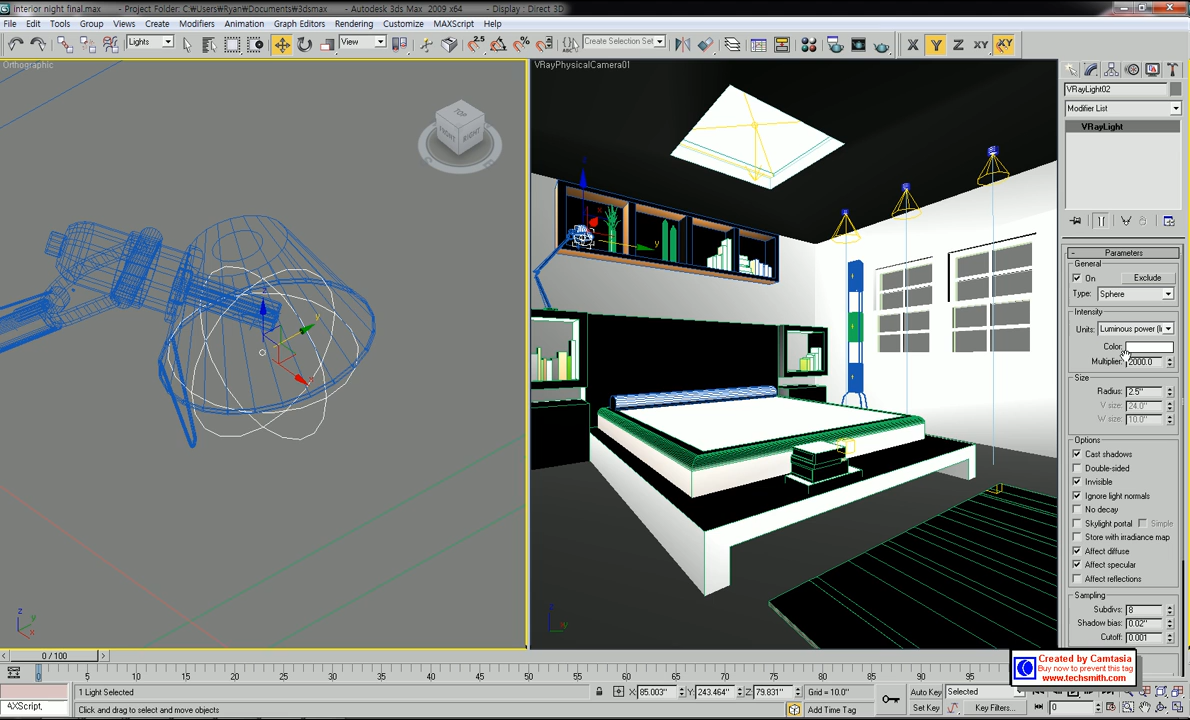 interior night final.max - Project Folder: C:\Users\Ryan\Documents\3dsmax - Autodesk 3ds Max 2009 x64 - Display : Direct 3D
File Edit Tools Group Views Create Modifiers Animation Graph Editors Rendering Customize MAXScript Help
Lights View 2.5 Create Selection Set X Y Z XY XY
Orthographic
VRayPhysicalCamera01
TOP
FRONT RIGHT
VRayLight02
Modifier List
VRayLight
Parameters
General
On Exclude
Type: Sphere
Intensity
Units: Luminous power (l
Color:
Multiplier: 2000.0
Size
Radius: 2.5"
V size: 24.0"
W size: 10.0"
Options
Cast shadows
Double-sided
Invisible
Ignore light normals
No decay
Skylight portal Simple
Store with irradiance map
Affect diffuse
Affect specular
Affect reflections
Sampling
Subdivs: 8
Shadow bias: 0.02"
Cutoff: 0.001
z y x
y x
0 / 100
0 5 10 15 20 25 30 35 40 45 50 55 60 65 70 75 80 85 90 95
Created by Camtasia
Buy now to prevent this tag
www.techsmith.com
1 Light Selected X: 85.003" Y: 243.464" Z: 79.831" Grid = 10.0" Auto Key Selected
AXScript, Click and drag to select and move objects Add Time Tag Set Key Key Filters... 0